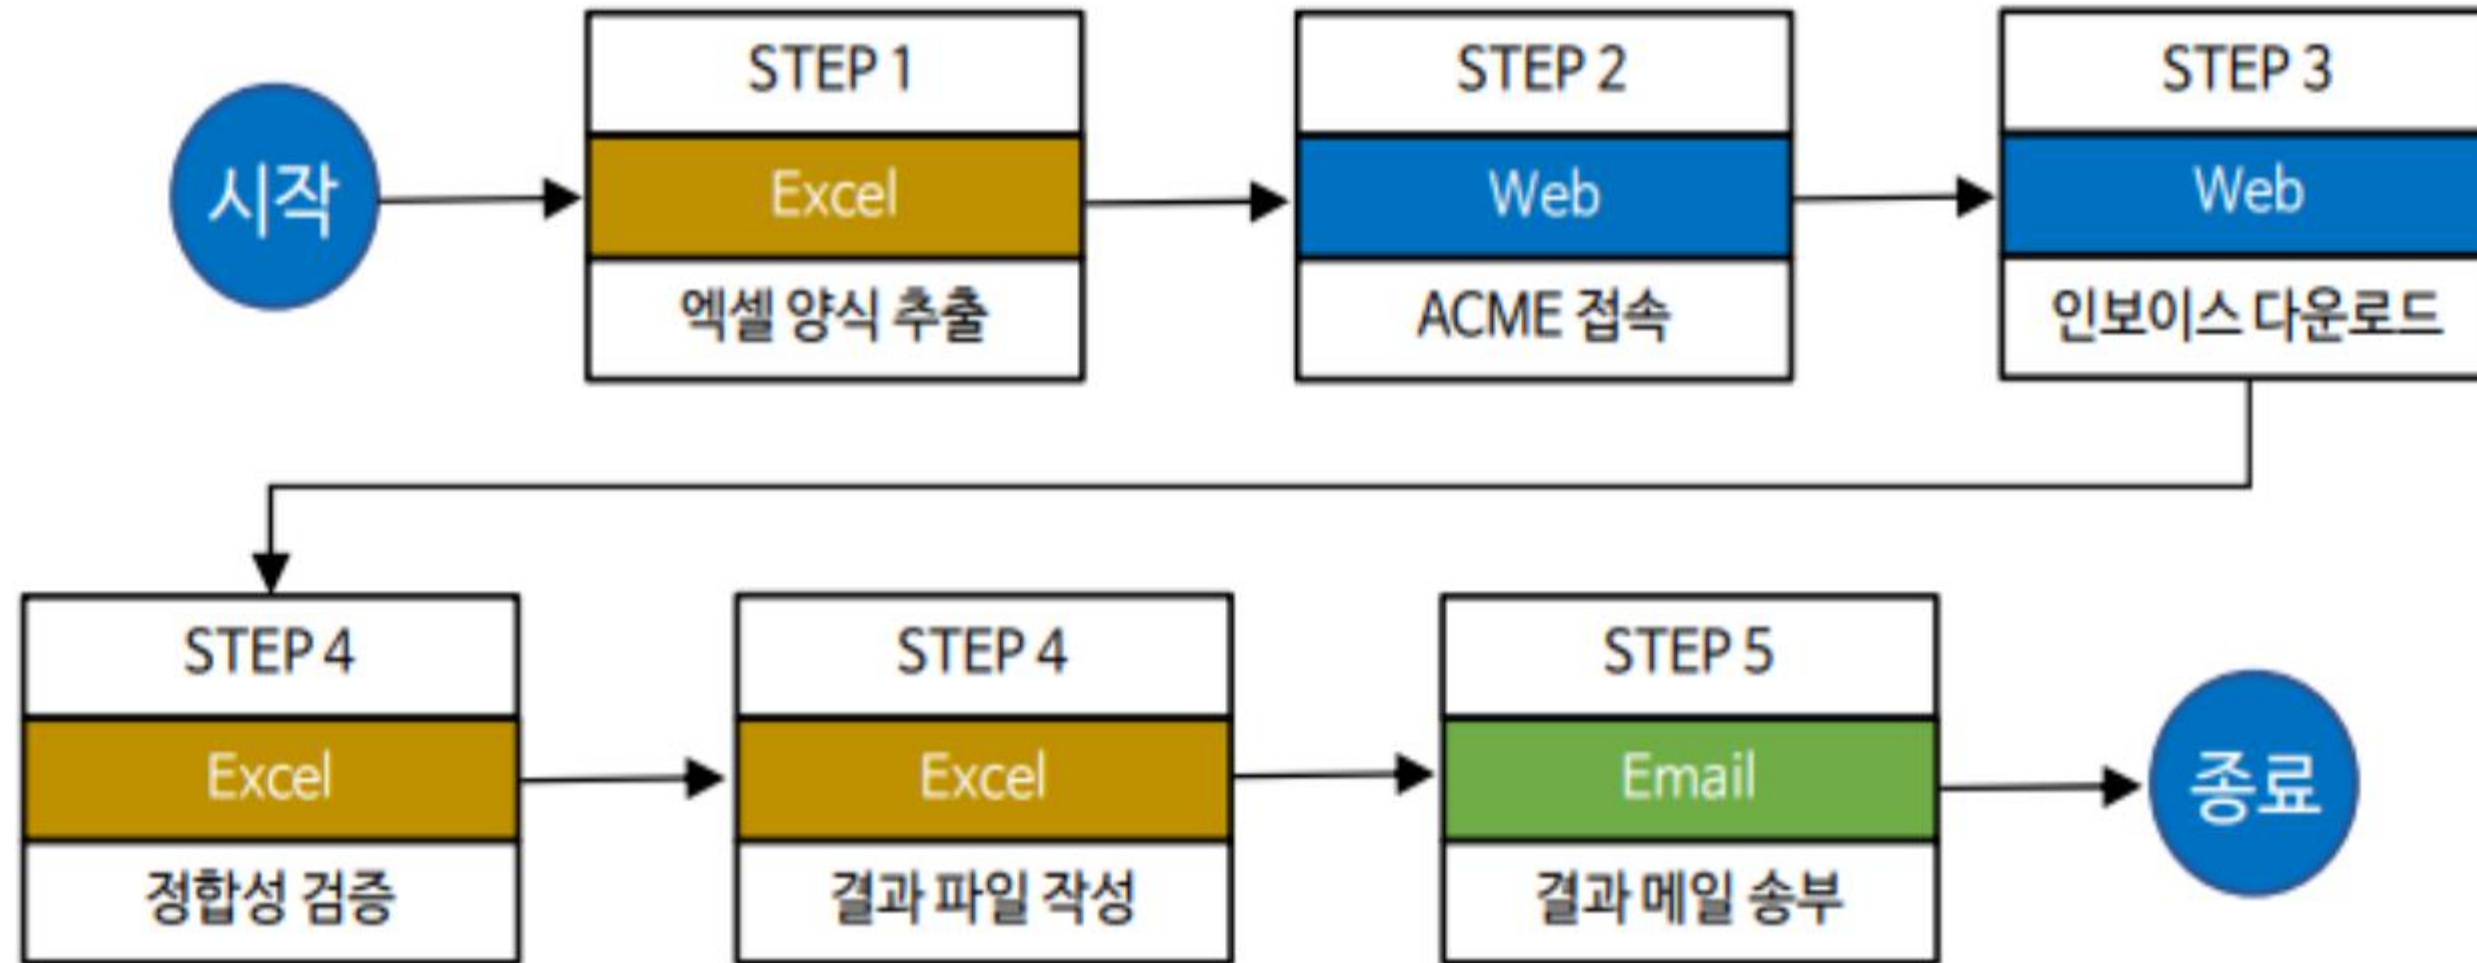 시작
STEP 1
Excel
엑셀 양식 추출
STEP 2
Web
ACME 접속
STEP 3
Web
인보이스 다운로드
STEP 4
Excel
정합성 검증
STEP 4
Excel
결과 파일 작성
STEP 5
Email
결과 메일 송부
종료